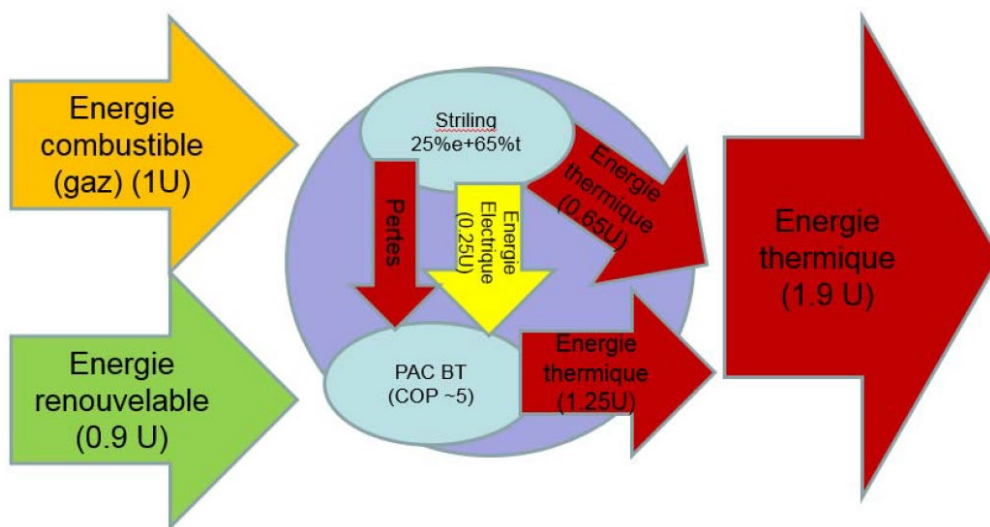 Energie
combustible
(gaz) (1U)
Energie
renouvelable
(0.9 U)
Striling
25%e+65%t
Pertes
Energie
Electrique
(0.25U)
Energie
thermique
(0.65U)
PAC BT
(COP ~5)
Energie
thermique
(1.25U)
Energie
thermique
(1.9 U)